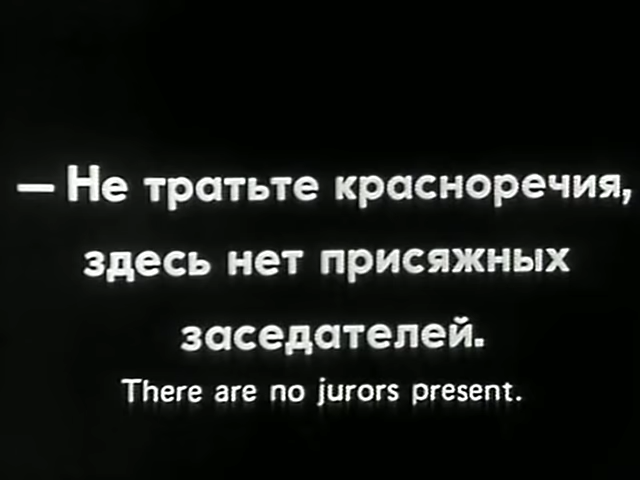 — Не тратьте красноречия,
здесь нет присяжных
заседателей.
There are no jurors present.